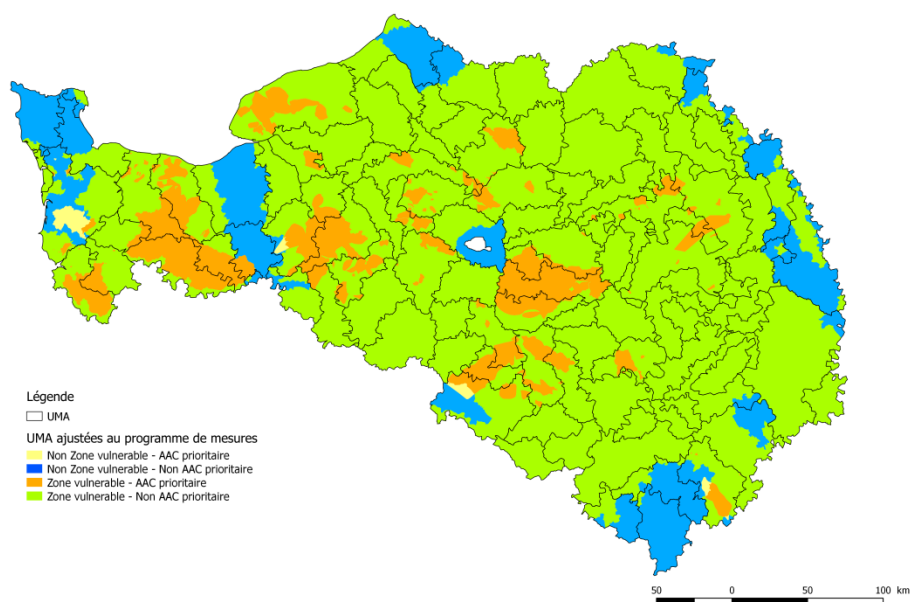 Légende
UMA
UMA ajustées au programme de mesures
Non Zone vulnerable - AAC prioritaire
Non Zone vulnerable - Non AAC prioritaire
Zone vulnerable - AAC prioritaire
Zone vulnerable - Non AAC prioritaire
50 0 50 100 km